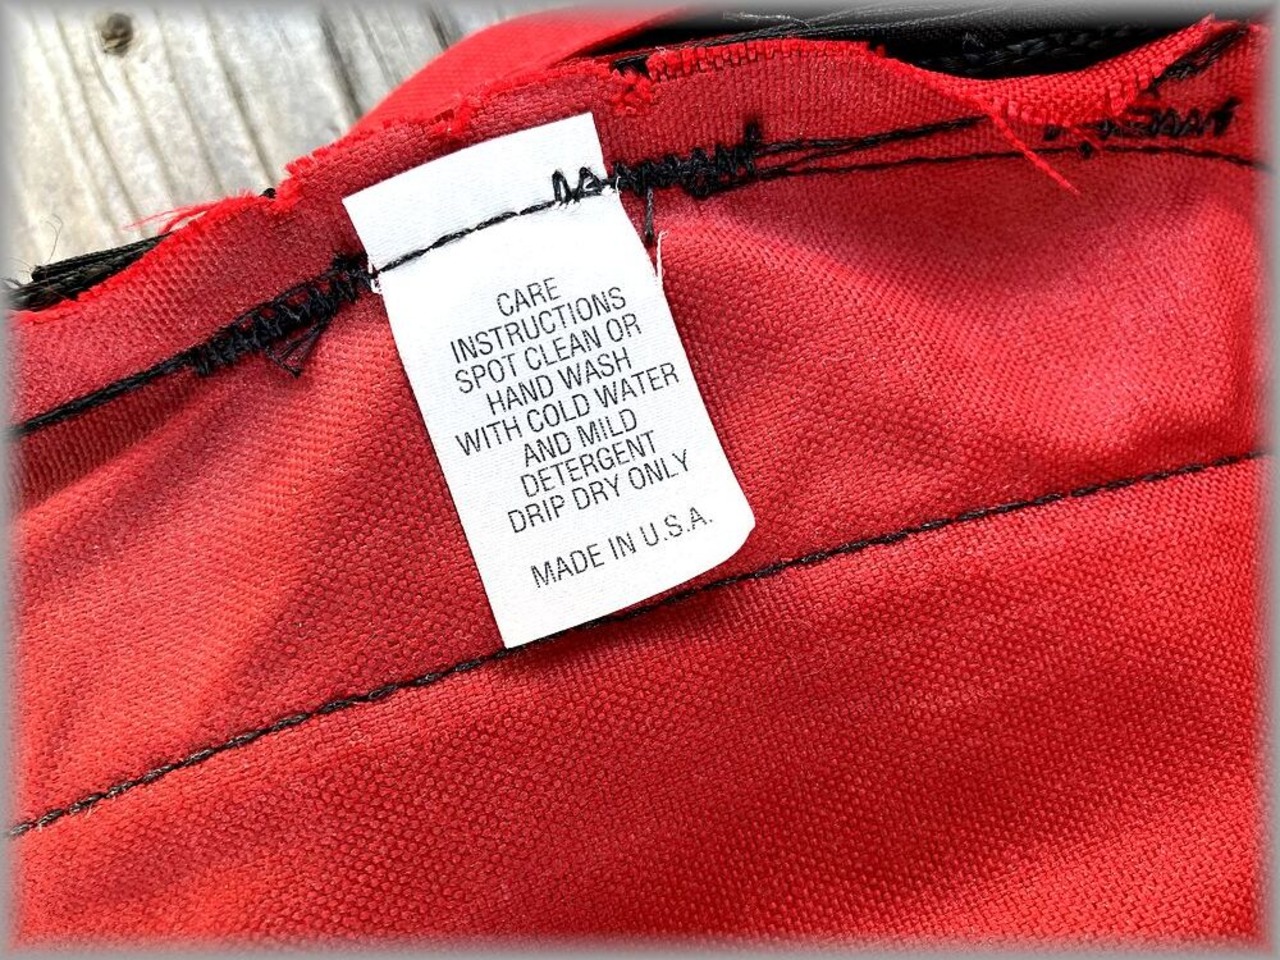 CARE
INSTRUCTIONS
SPOT CLEAN OR
HAND WASH
WITH COLD WATER
AND MILD
DETERGENT
DRIP DRY ONLY
MADE IN U.S.A.